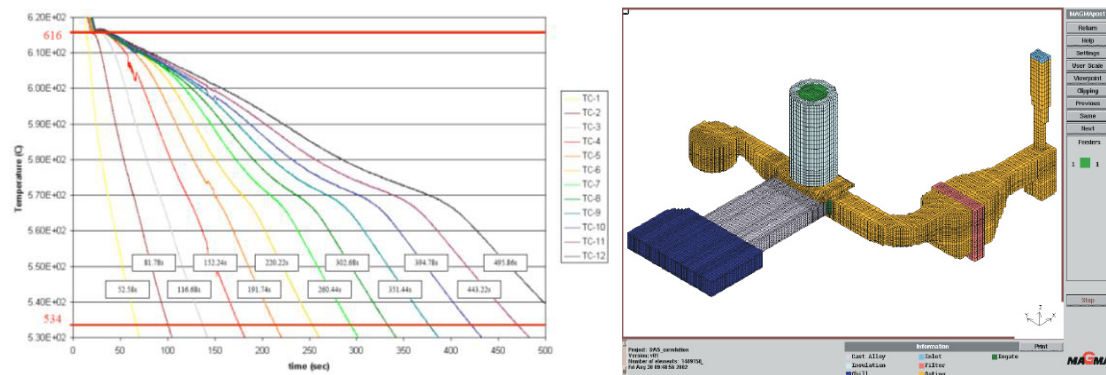 6.20E+02
616
6.10E+02
6.00E+02
5.90E+02
5.80E+02
5.70E+02
5.60E+02
5.50E+02
5.40E+02
534
5.30E+02
Temperature (C)
81.78s
152.24s
220.22s
302.68s
394.78s
495.86s
52.58s
116.68s
191.74s
260.44s
351.44s
443.22s
0
50
100
150
200
250
300
350
400
450
500
time (sec)
TC-1
TC-2
TC-3
TC-4
TC-5
TC-6
TC-7
TC-8
TC-9
TC-10
TC-11
TC-12
MAGMApost
Return
Help
Settings
User Scale
Viewpoint
Clipping
Previous
Same
Next
Feeders
1 1
Stop
Z
Information
Print
Version: v01
Cast Alloy
Inlet
Ingate
Insulation
Filter
Chill
MAGMA